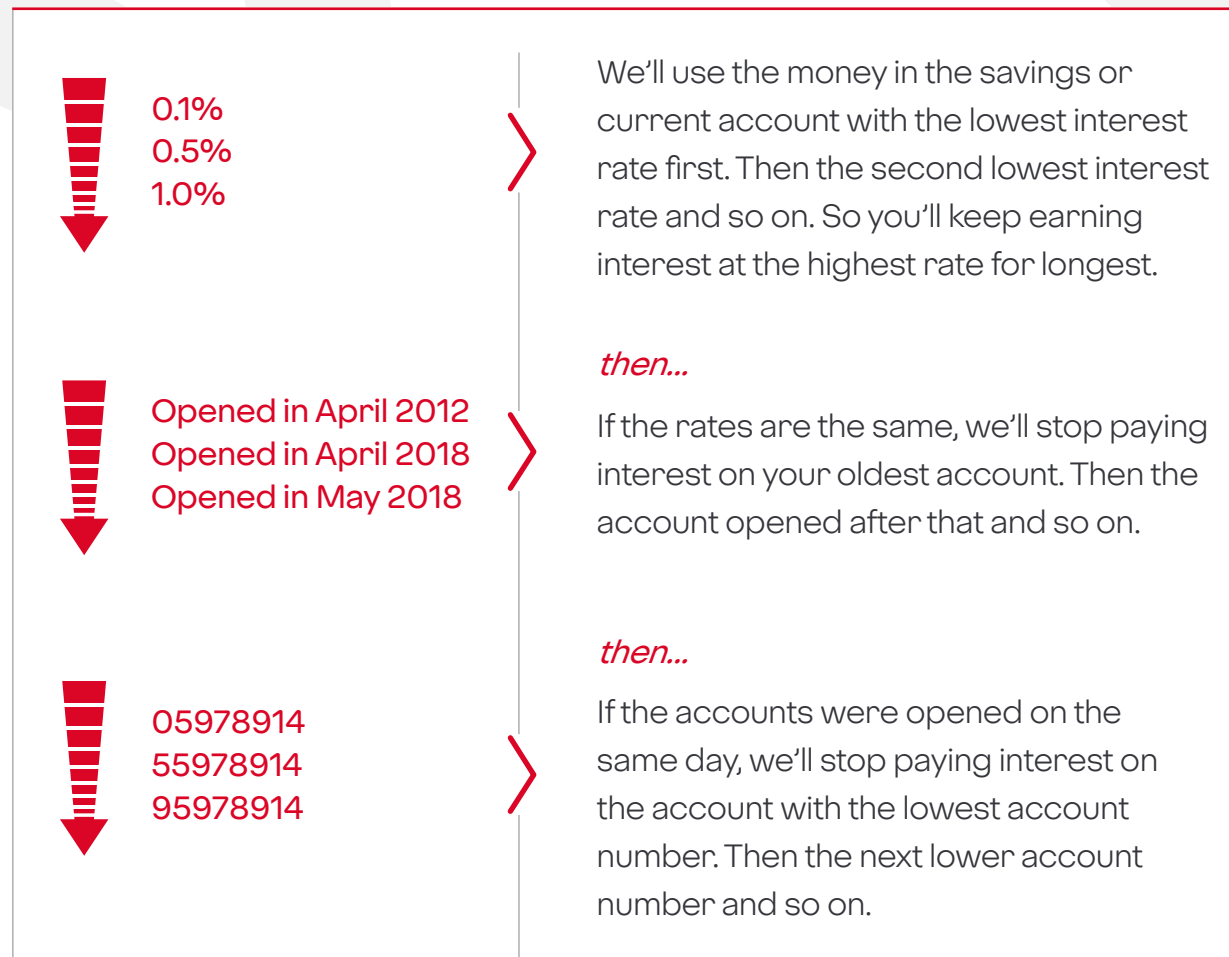 0.1%
0.5%
1.0%
We’ll use the money in the savings or
current account with the lowest interest
rate first. Then the second lowest interest
rate and so on. So you’ll keep earning
interest at the highest rate for longest.
then...
Opened in April 2012
Opened in April 2018
Opened in May 2018
If the rates are the same, we’ll stop paying
interest on your oldest account. Then the
account opened after that and so on.
then...
05978914
55978914
95978914
If the accounts were opened on the
same day, we’ll stop paying interest on
the account with the lowest account
number. Then the next lower account
number and so on.